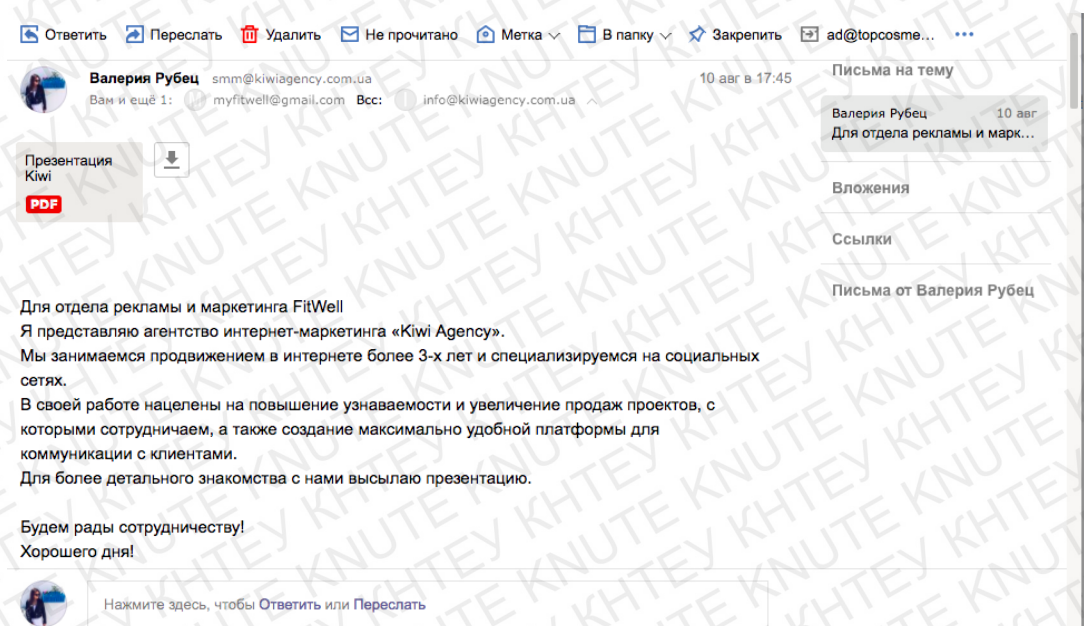 Ответить Переслать Удалить Не прочитано Метка В папку Закрепить ad@topcosme... •••
Валерия Рубец smm@kiwiagency.com.ua 10 авг в 17:45
Вам и ещё 1: myfitwell@gmail.com Bcc: info@kiwiagency.com.ua
Презентация
Kiwi
PDF
Письма на тему
Валерия Рубец 10 авг
Для отдела рекламы и марк...
Вложения
Ссылки
Письма от Валерия Рубец
Для отдела рекламы и маркетинга FitWell
Я представляю агентство интернет-маркетинга «Kiwi Agency».
Мы занимаемся продвижением в интернете более 3-х лет и специализируемся на социальных
сетях.
В своей работе нацелены на повышение узнаваемости и увеличение продаж проектов, с
которыми сотрудничаем, а также создание максимально удобной платформы для
коммуникации с клиентами.
Для более детального знакомства с нами высылаю презентацию.
Будем рады сотрудничеству!
Хорошего дня!
Нажмите здесь, чтобы Ответить или Переслать
KHTEY KNUTE